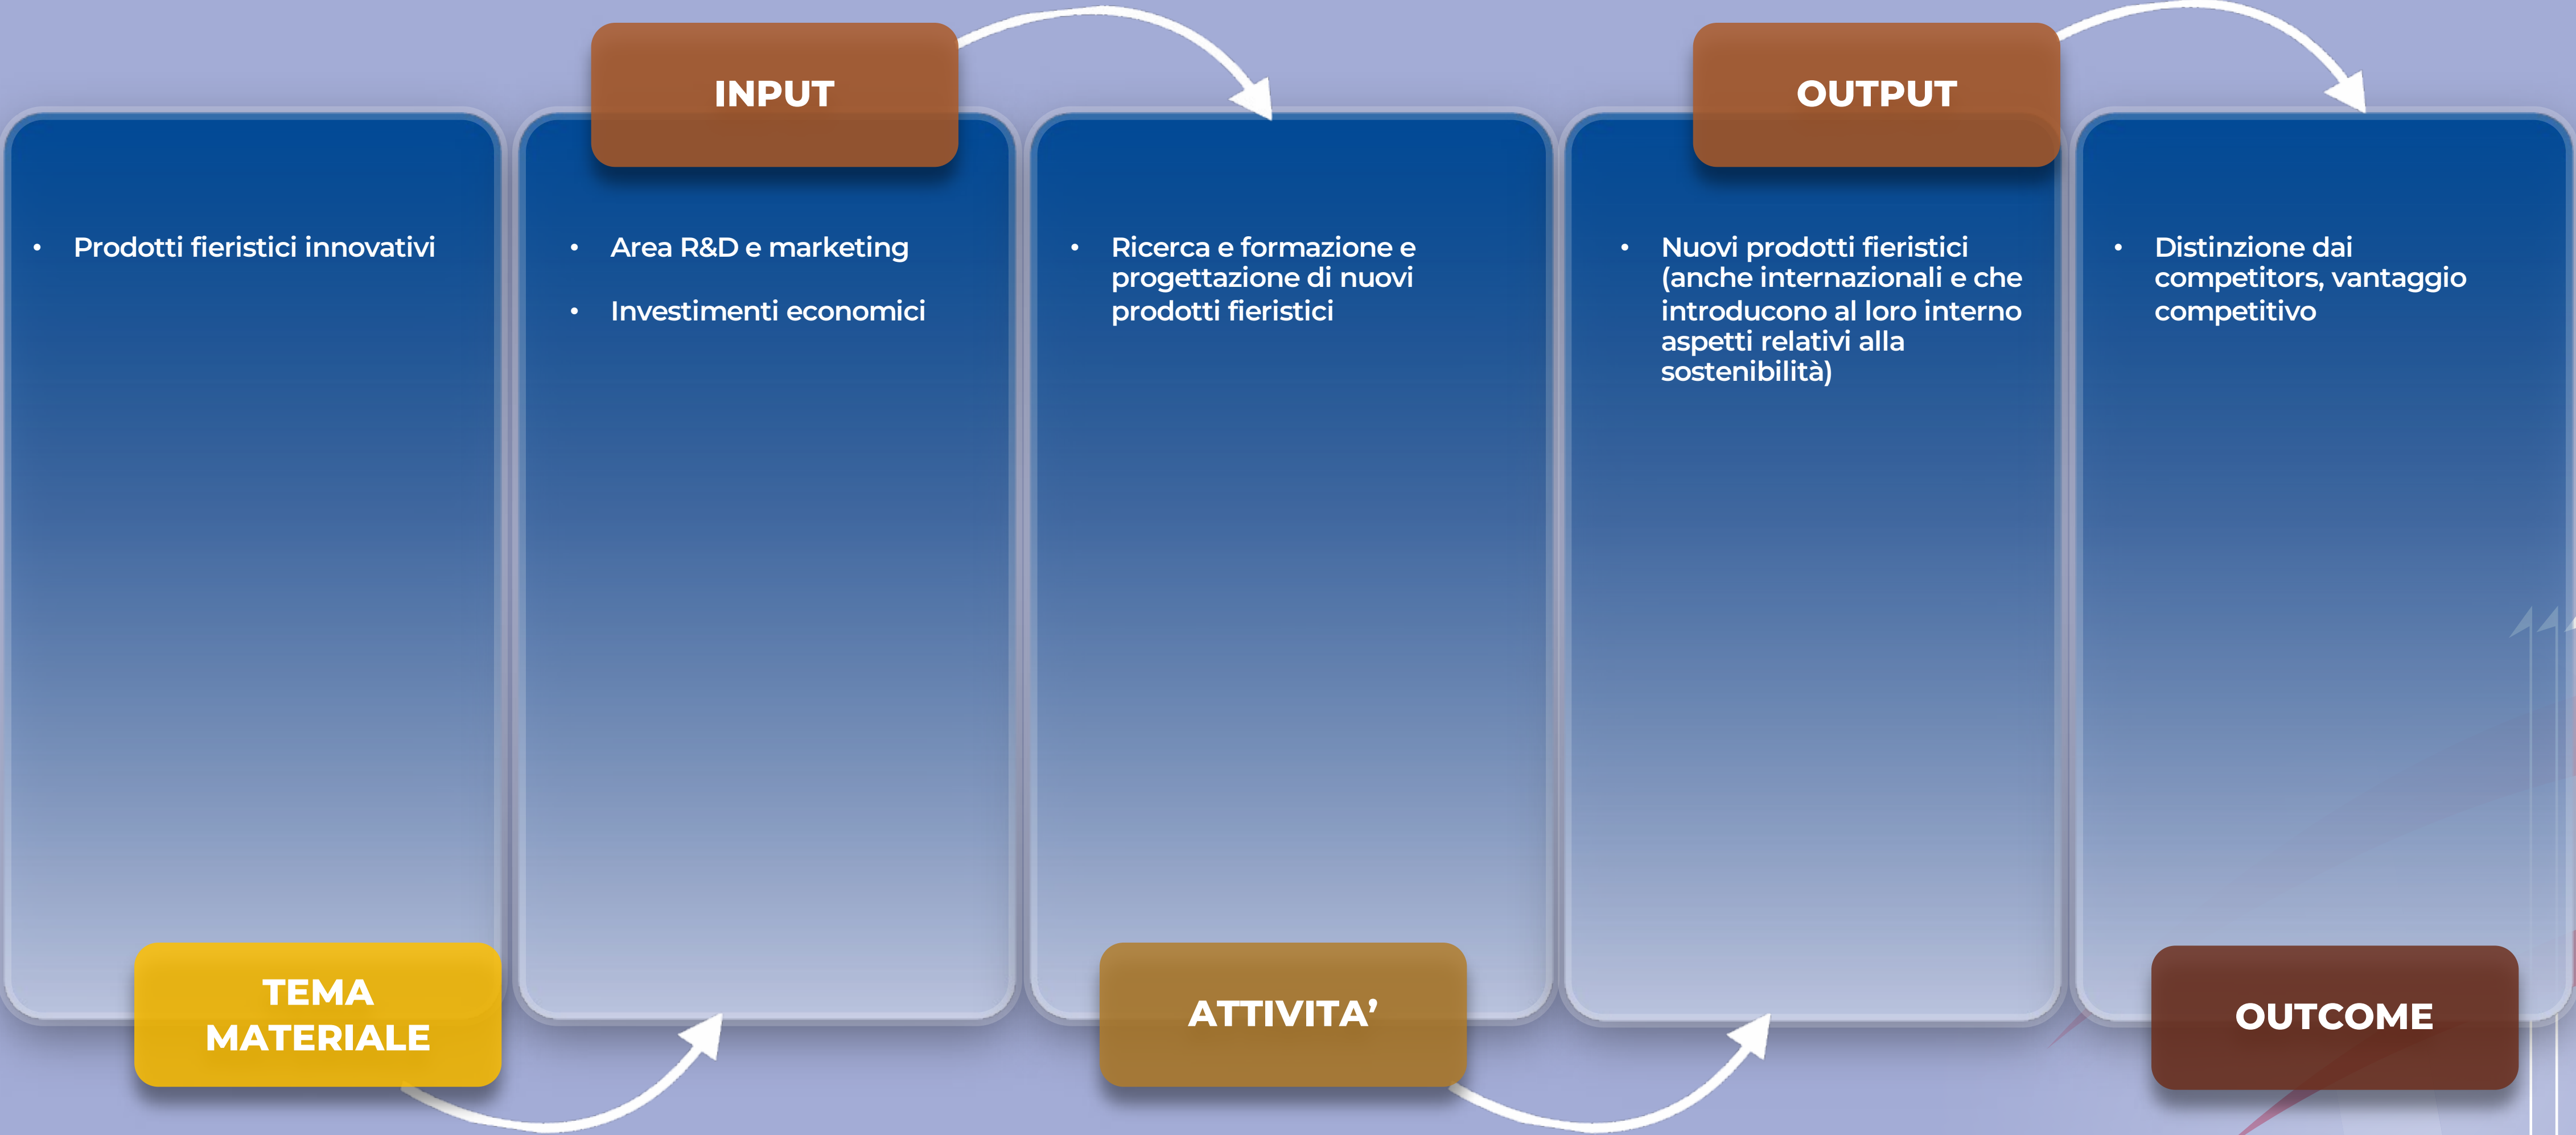 • Prodotti fieristici innovativi
TEMA
MATERIALE
INPUT
• Area R&D e marketing
• Investimenti economici
• Ricerca e formazione e
progettazione di nuovi
prodotti fieristici
ATTIVITA’
OUTPUT
• Nuovi prodotti fieristici
(anche internazionali e che
introducono al loro interno
aspetti relativi alla
sostenibilità)
• Distinzione dai
competitors, vantaggio
competitivo
OUTCOME